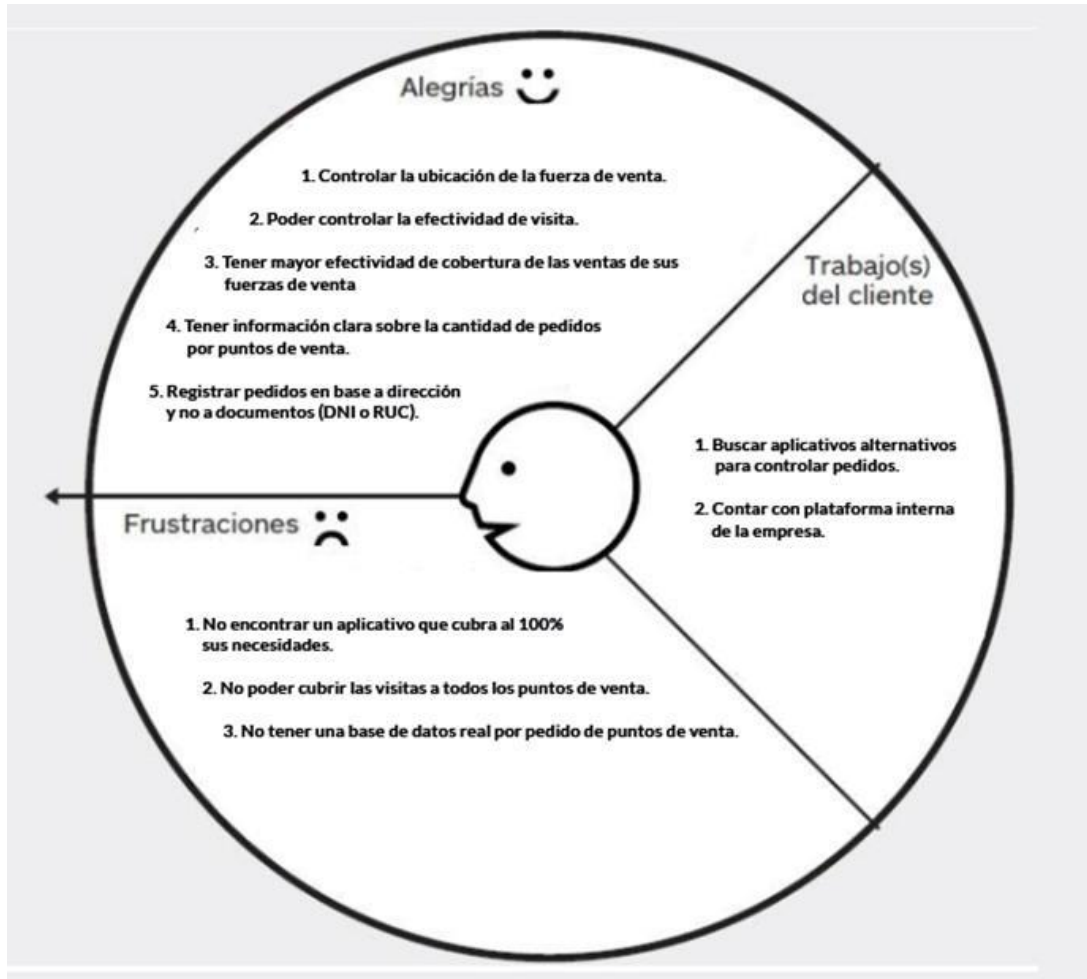 Alegrías
1. Controlar la ubicación de la fuerza de venta.
2. Poder controlar la efectividad de visita.
3. Tener mayor efectividad de cobertura de las ventas de sus
fuerzas de venta
4. Tener información clara sobre la cantidad de pedidos
por puntos de venta.
5. Registrar pedidos en base a dirección
y no a documentos (DNI o RUC).
Trabajo(s)
del cliente
1. Buscar aplicativos alternativos
para controlar pedidos.
2. Contar con plataforma interna
de la empresa.
Frustraciones
1. No encontrar un aplicativo que cubra al 100%
sus necesidades.
2. No poder cubrir las visitas a todos los puntos de venta.
3. No tener una base de datos real por pedido de puntos de venta.